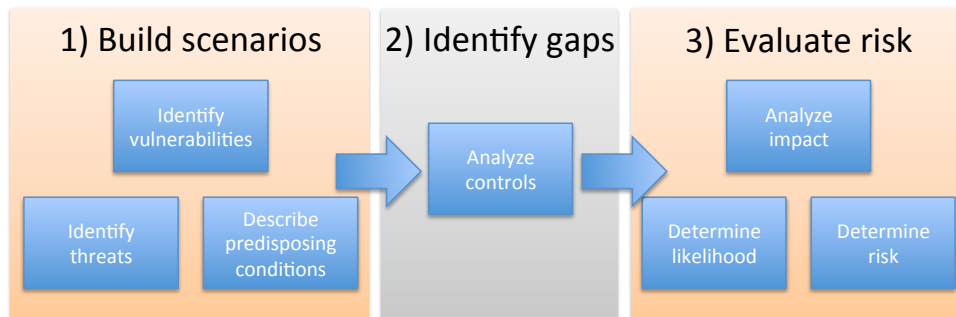 1) Build scenarios
Identify
vulnerabilities
Identify
threats
Describe
predisposing
conditions
2) Identify gaps
Analyze
controls
3) Evaluate risk
Analyze
impact
Determine
likelihood
Determine
risk